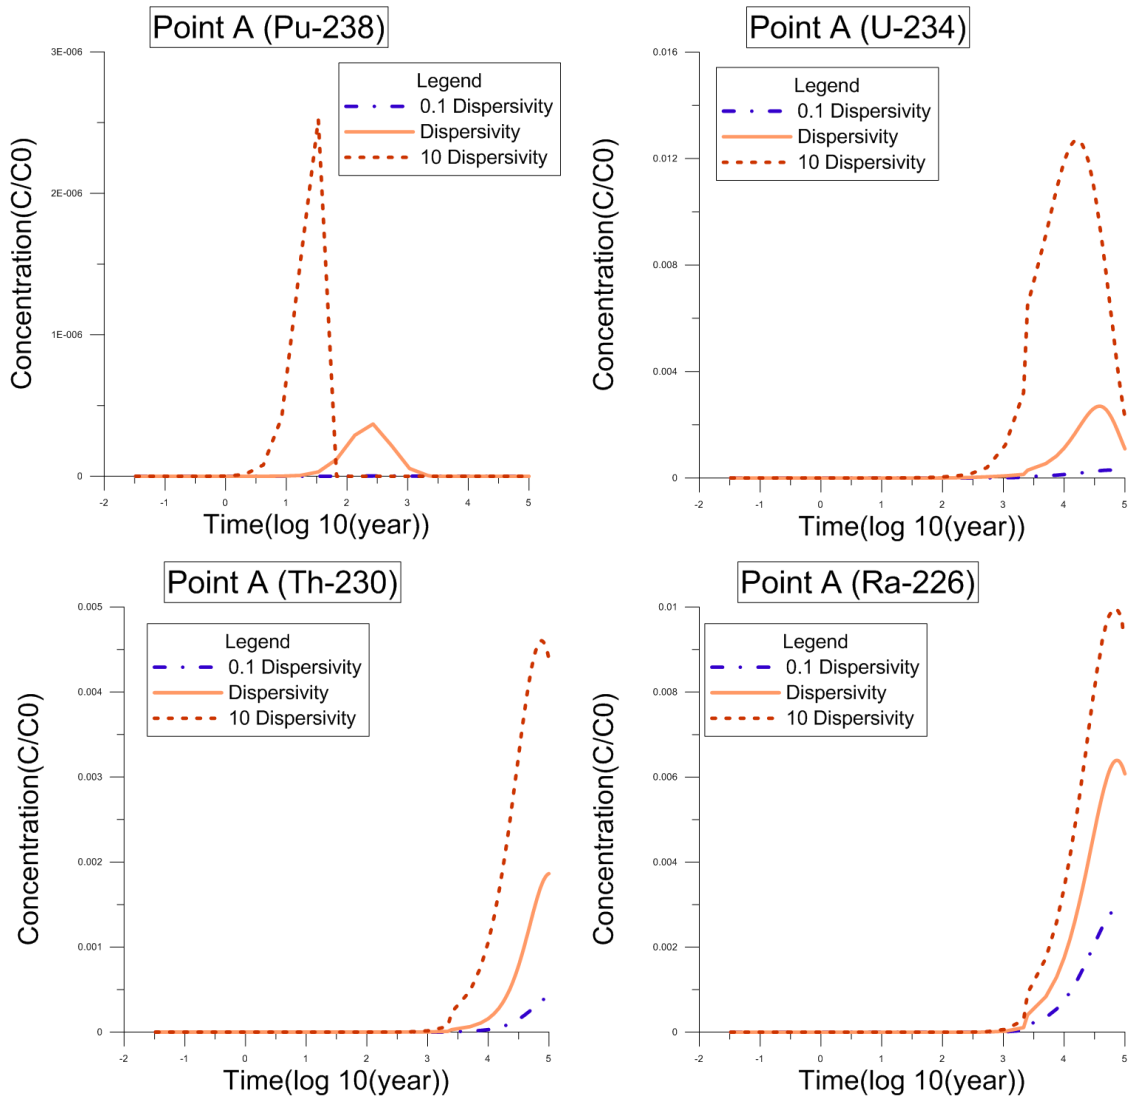 Point A (Pu-238)
3E-006
2E-006
1E-006
0
Concentration(C/C0)
Legend
0.1 Dispersivity
Dispersivity
10 Dispersivity
-2 -1 0 1 2 3 4 5
Time(log 10(year))
Point A (U-234)
0.016
0.012
0.008
0.004
0
Concentration(C/C0)
Legend
0.1 Dispersivity
Dispersivity
10 Dispersivity
-2 -1 0 1 2 3 4 5
Time(log 10(year))
Point A (Th-230)
0.005
0.004
0.003
0.002
0.001
0
Concentration(C/C0)
Legend
0.1 Dispersivity
Dispersivity
10 Dispersivity
-2 -1 0 1 2 3 4 5
Time(log 10(year))
Point A (Ra-226)
0.01
0.008
0.006
0.004
0.002
0
Concentration(C/C0)
Legend
0.1 Dispersivity
Dispersivity
10 Dispersivity
-2 -1 0 1 2 3 4 5
Time(log 10(year))